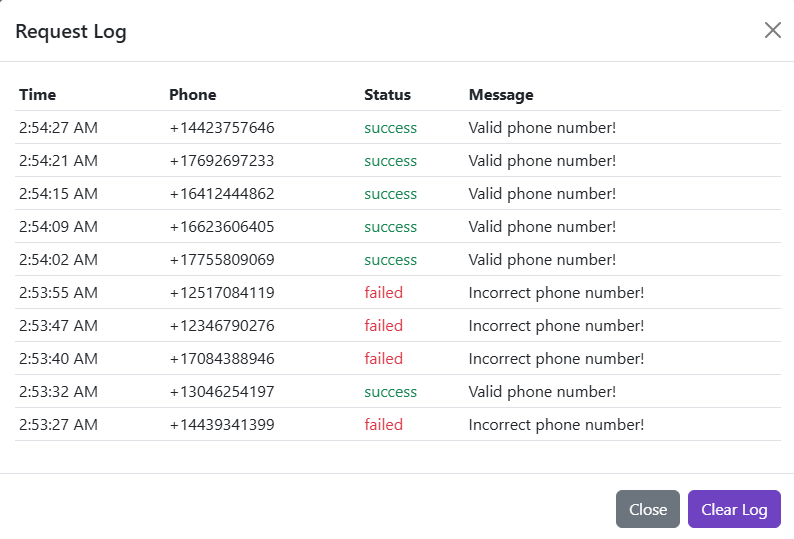 Request Log
Time Phone Status Message
2:54:27 AM +14423757646 success Valid phone number!
2:54:21 AM +17692697233 success Valid phone number!
2:54:15 AM +16412444862 success Valid phone number!
2:54:09 AM +16623606405 success Valid phone number!
2:54:02 AM +17755809069 success Valid phone number!
2:53:55 AM +12517084119 failed Incorrect phone number!
2:53:47 AM +12346790276 failed Incorrect phone number!
2:53:40 AM +17084388946 failed Incorrect phone number!
2:53:32 AM +13046254197 success Valid phone number!
2:53:27 AM +14439341399 failed Incorrect phone number!
Close Clear Log